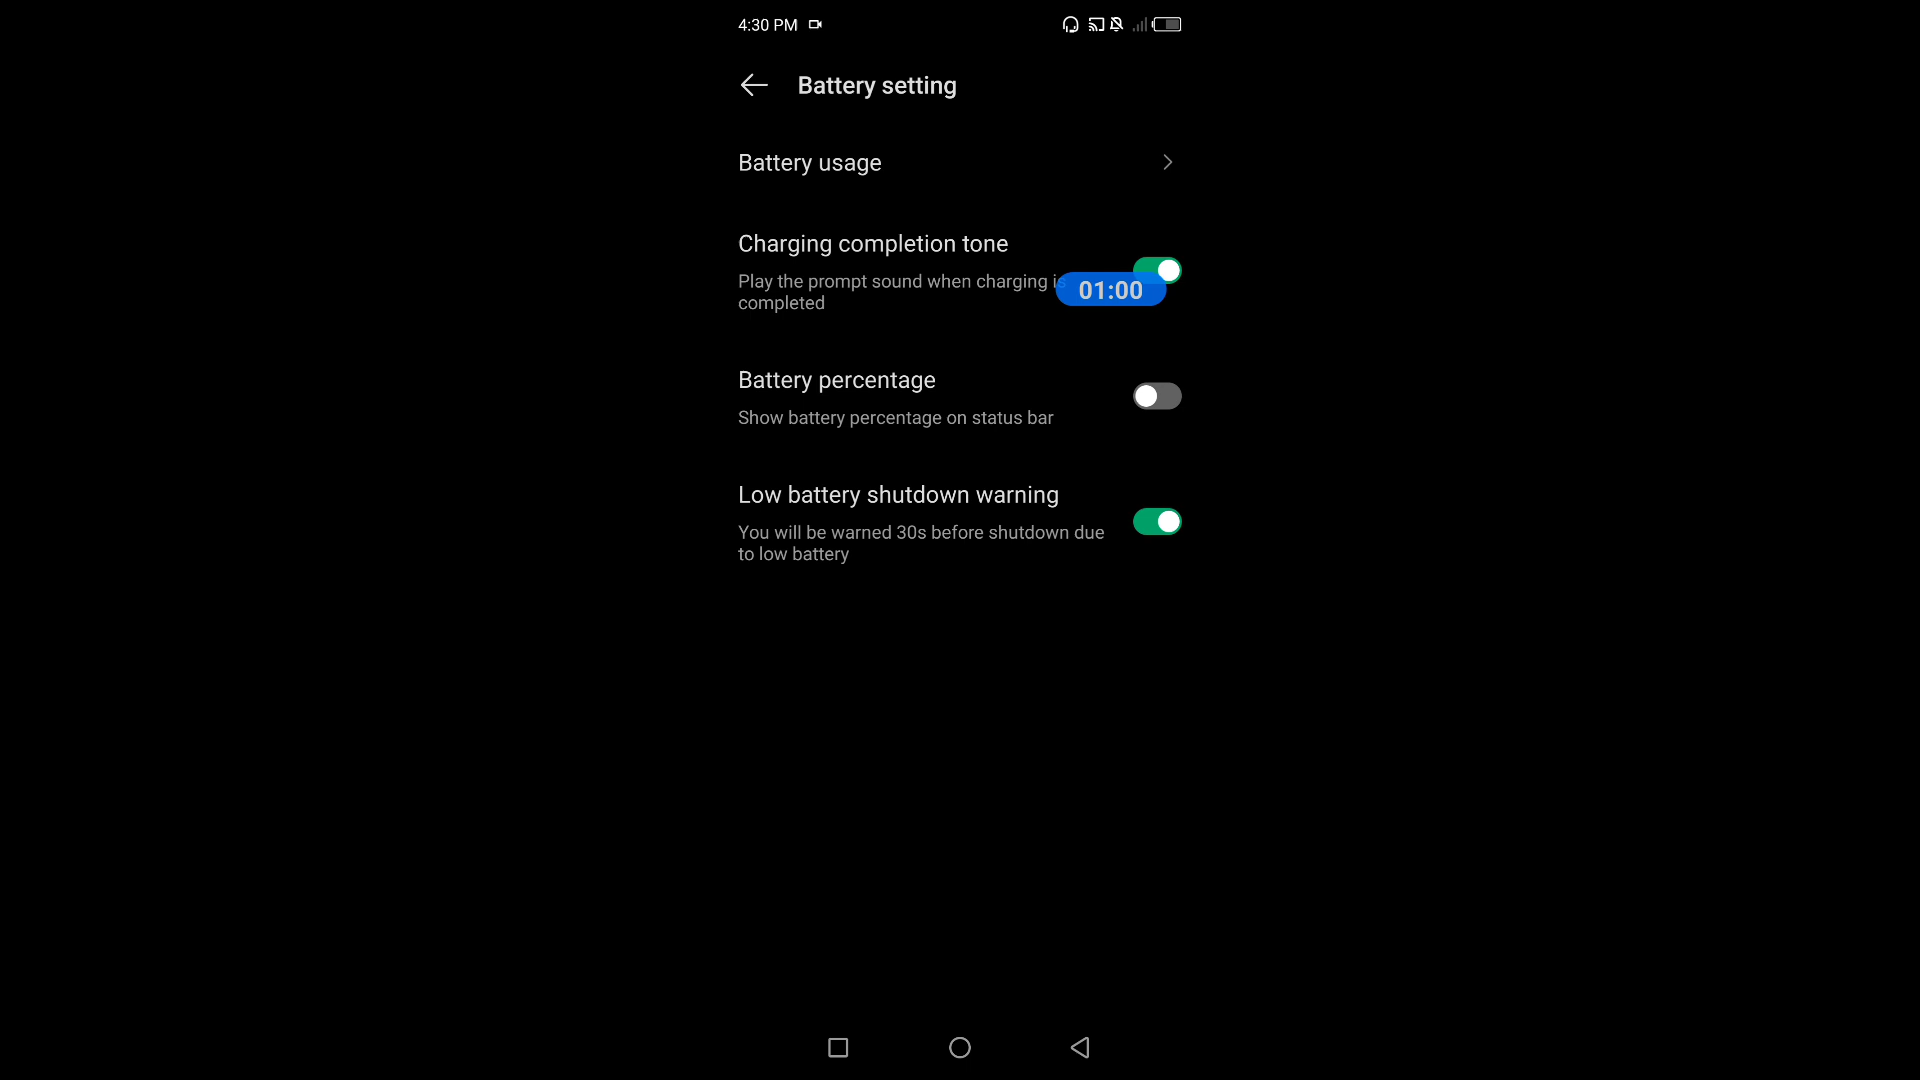 4:30 PM
Battery setting
Battery usage
Charging completion tone
Play the prompt sound when charging is
completed
01:00
Battery percentage
Show battery percentage on status bar
Low battery shutdown warning
You will be warned 30s before shutdown due
to low battery